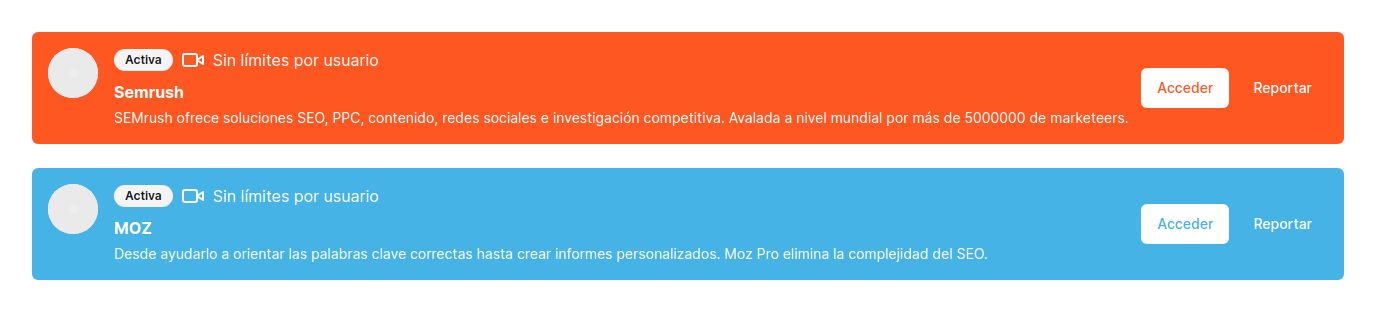 Activa Sin límites por usuario
Semrush
SEMrush ofrece soluciones SEO, PPC, contenido, redes sociales e investigación competitiva. Avalada a nivel mundial por más de 5000000 de marketeers.
Acceder Reportar
Activa Sin límites por usuario
MOZ
Desde ayudarlo a orientar las palabras clave correctas hasta crear informes personalizados. Moz Pro elimina la complejidad del SEO.
Acceder Reportar